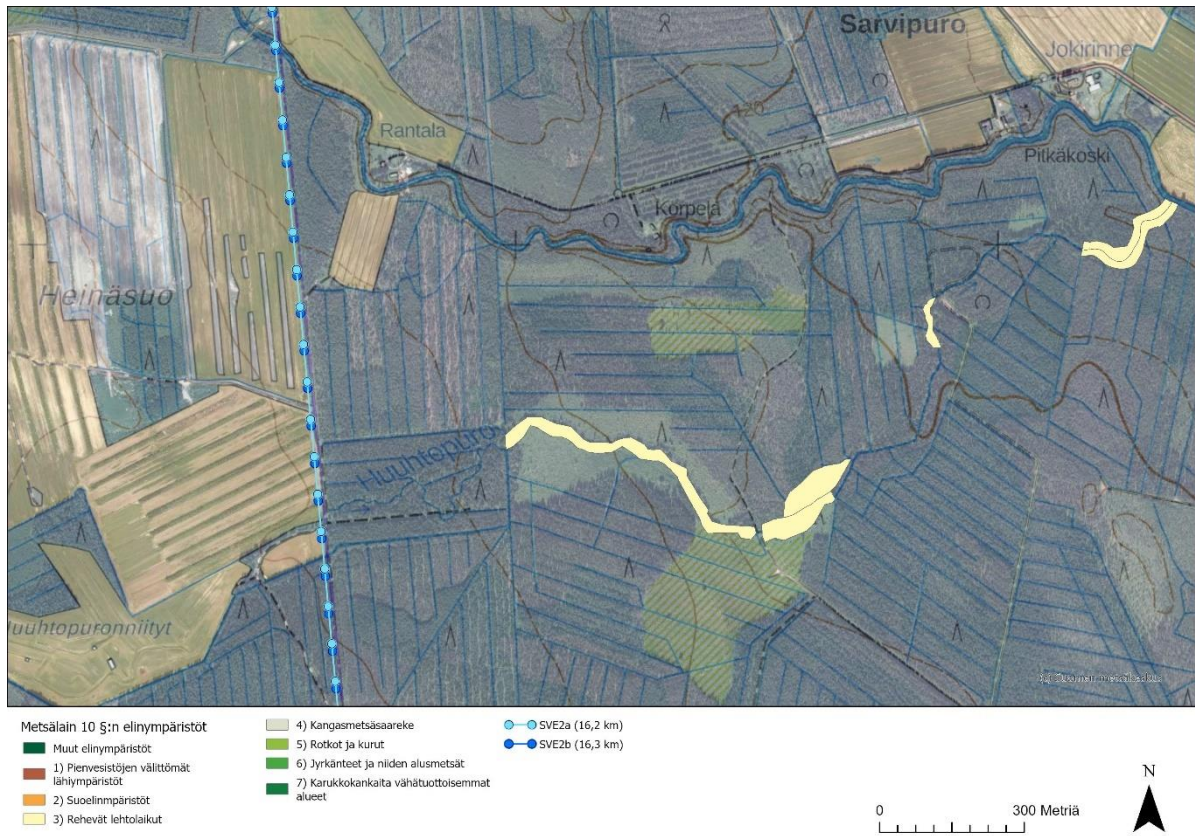 Sarvipuro
Jokirinne
Rantala
120
Pitkäkoski
Korpela
Heinäsuo
Huuhtopuro
uuhtopuronniityt
Metsälain 10 §:n elinympäristöt
Muut elinympäristöt
1) Pienvesistöjen välittömät
lähiympäristöt
2) Suoelinmpäristöt
3) Rehevät lehtolaikut
4) Kangasmetsäsaareke
5) Rotkot ja kurut
6) Jyrkänteet ja niiden alusmetsät
7) Karukkokankaita vähätuottoisemmat
alueet
SVE2a (16,2 km)
SVE2b (16,3 km)
0 300 Metriä
N